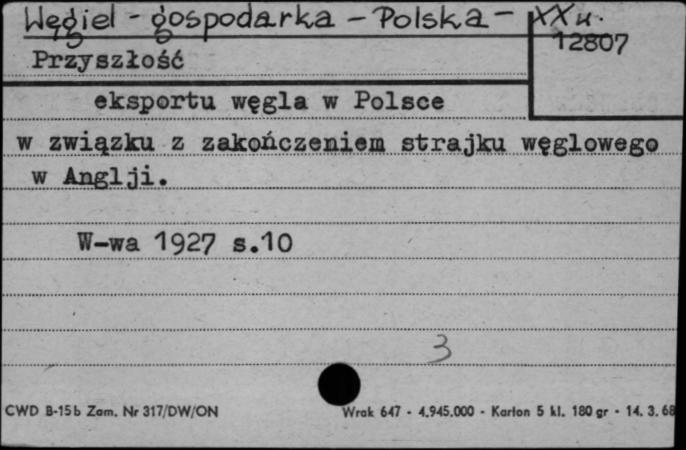 Węgiel - gospodarka - Polska - XXw.
12807
Przyszłość
eksportu węgla w Polsce
w związku z zakończeniem strajku węglowego
w Anglji.
W-wa 1927 s.10
3
CWD B-15b Zam. Nr 317/DW/ON Wrak 647 - 4.945.000 - Karton 5 kl. 180 gr - 14. 3. 68